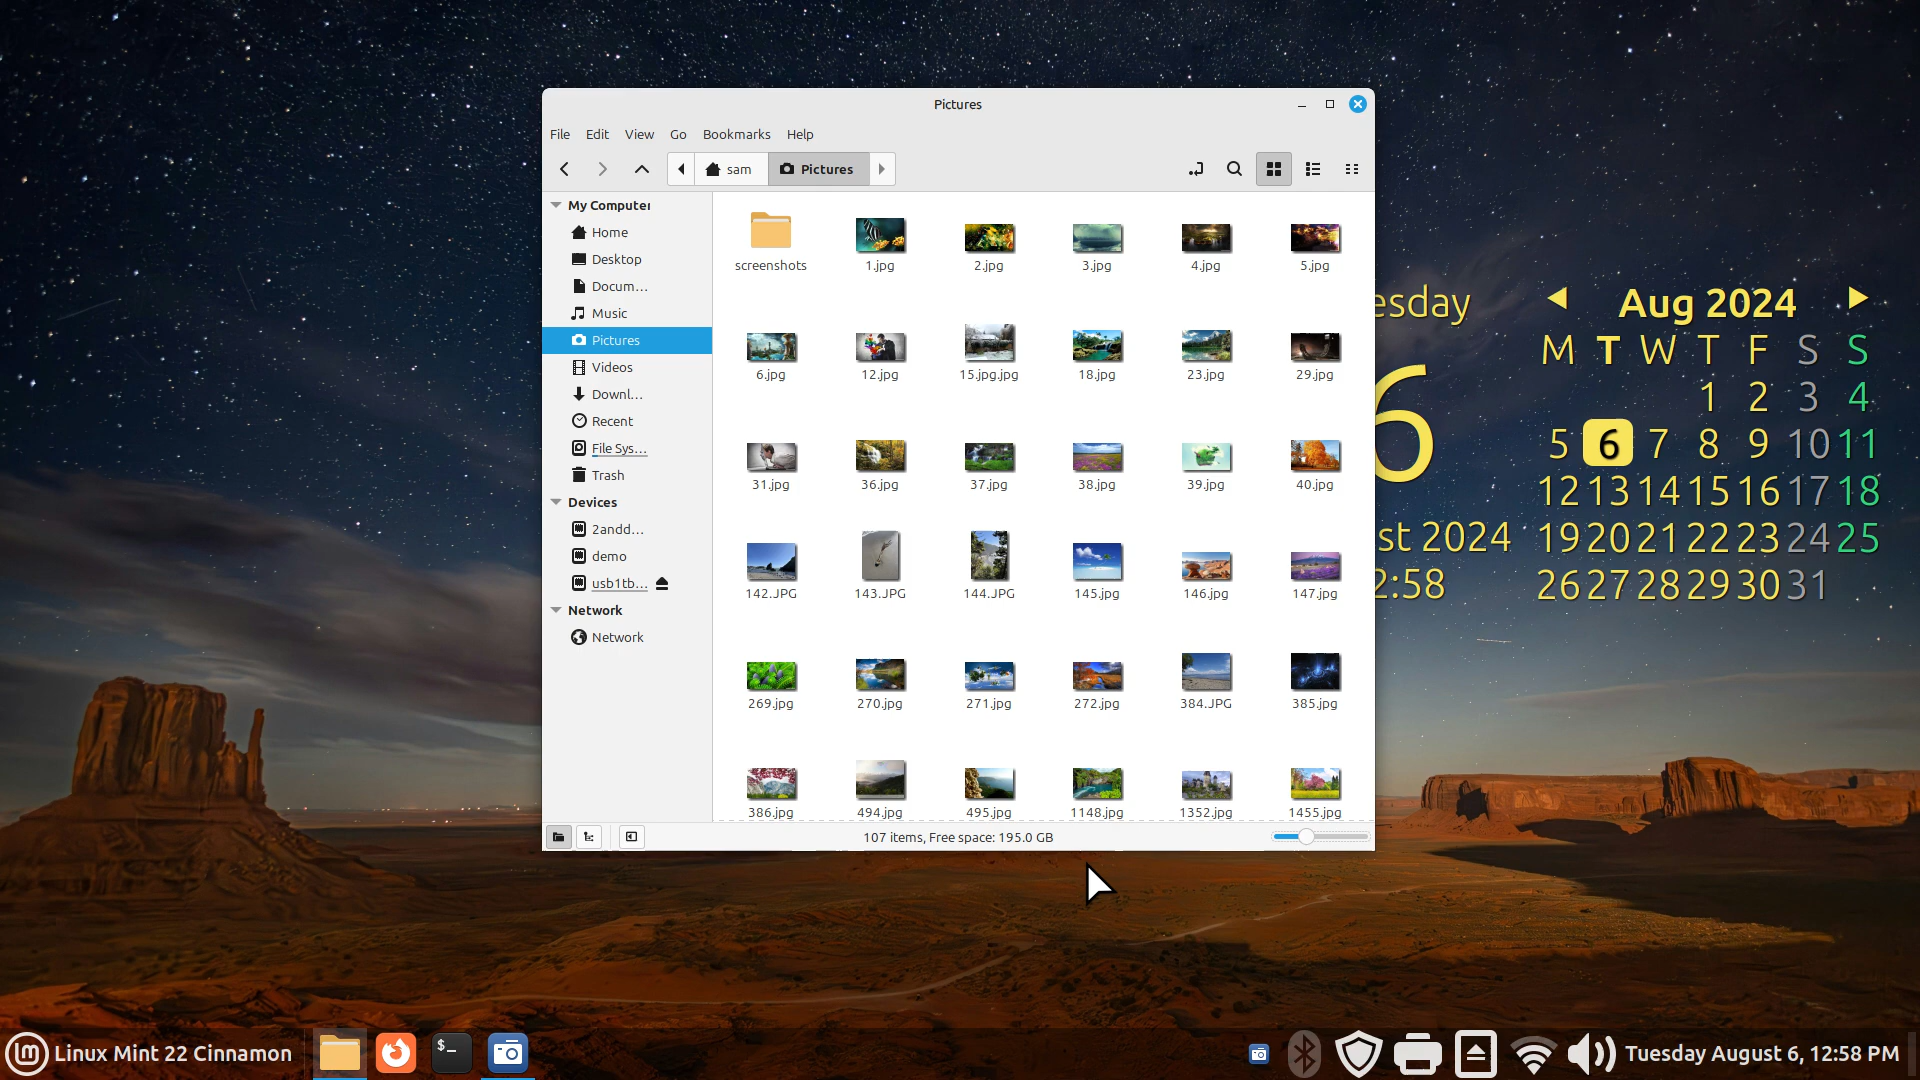 Pictures
File Edit View Go Bookmarks Help
sam Pictures
My Computer
Home
Desktop
Docum...
Music
Pictures
Videos
Downl...
Recent
File Sys...
Trash
Devices
2andd...
demo
usb1tb...
Network
Network
screenshots 1.jpg 2.jpg 3.jpg 4.jpg 5.jpg
6.jpg 12.jpg 15.jpg.jpg 18.jpg 23.jpg 29.jpg
31.jpg 36.jpg 37.jpg 38.jpg 39.jpg 40.jpg
142.JPG 143.JPG 144.JPG 145.jpg 146.jpg 147.jpg
269.jpg 270.jpg 271.jpg 272.jpg 384.JPG 385.jpg
386.jpg 494.jpg 495.jpg 1148.jpg 1352.jpg 1455.jpg
107 items, Free space: 195.0 GB
esday
6
st 2024
2:58
Aug 2024
M T W T F S S
1 2 3 4
5 6 7 8 9 10 11
12 13 14 15 16 17 18
19 20 21 22 23 24 25
26 27 28 29 30 31
Linux Mint 22 Cinnamon
$_
Tuesday August 6, 12:58 PM